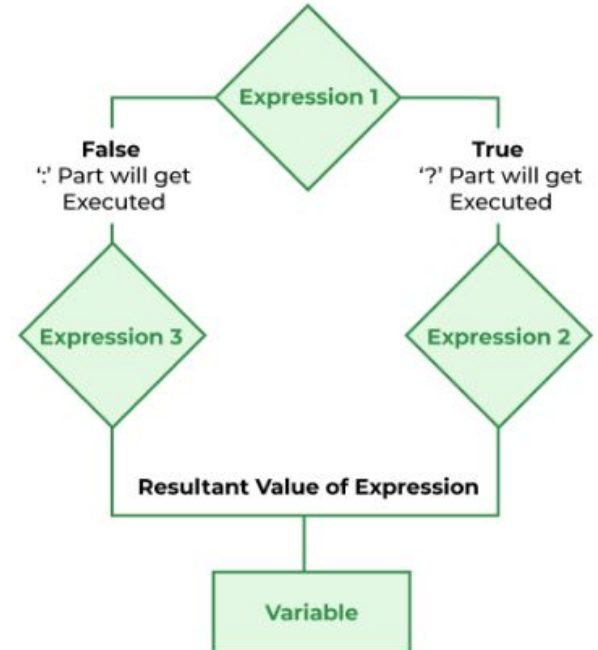 Expression 1
False
':' Part will get
Executed
True
'?' Part will get
Executed
Expression 3
Expression 2
Resultant Value of Expression
Variable